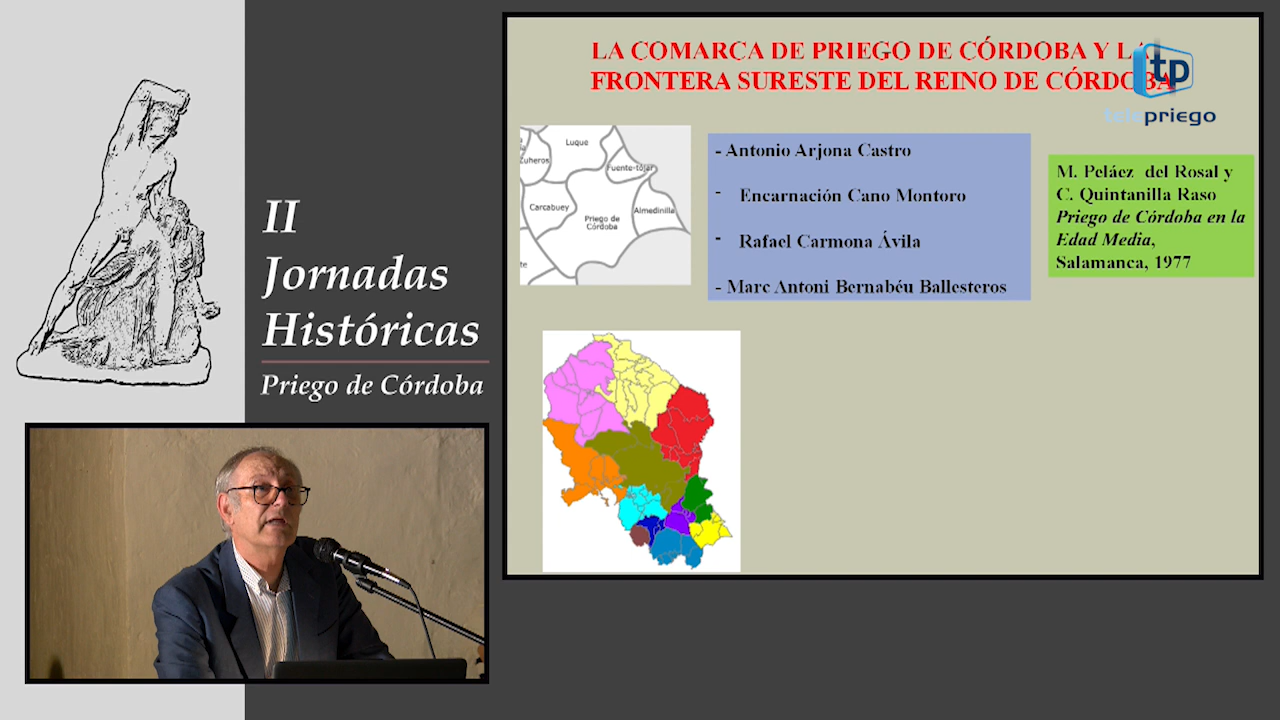 II
Jornadas
Históricas
Priego de Córdoba
LA COMARCA DE PRIEGO DE CÓRDOBA Y LA
FRONTERA SURESTE DEL REINO DE CÓRDOBA
tp
telepriego
Luque
Fuente-tójar
Carcabuey
Priego de
Córdoba
Almedinilla
te
- Antonio Arjona Castro
- Encarnación Cano Montoro
- Rafael Carmona Ávila
- Marc Antoni Bernabéu Ballesteros
M. Peláez del Rosal y
C. Quintanilla Raso
Priego de Córdoba en la
Edad Media,
Salamanca, 1977